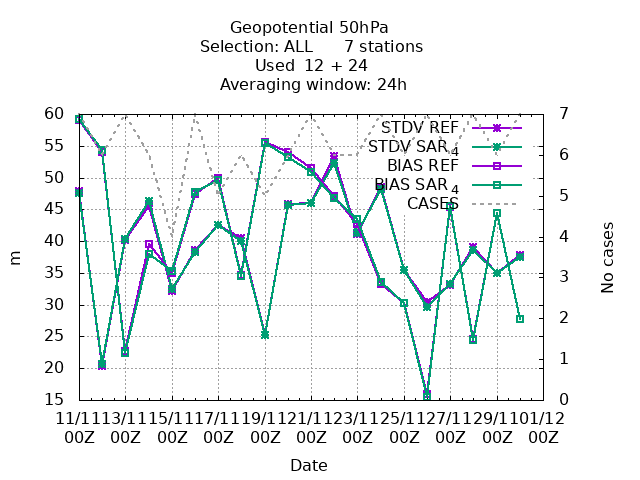 Geopotential 50hPa
Selection: ALL 7 stations
Used 12 + 24
Averaging window: 24h
STDV REF
STDV SAR_4
BIAS REF
BIAS SAR_4
CASES
60
55
50
45
40
35
30
25
20
15
m
7
6
5
4
3
2
1
0
No cases
11/11 13/11 15/11 17/11 19/11 21/11 23/11 25/11 27/11 29/11 01/12
00Z 00Z 00Z 00Z 00Z 00Z 00Z 00Z 00Z 00Z 00Z
Date